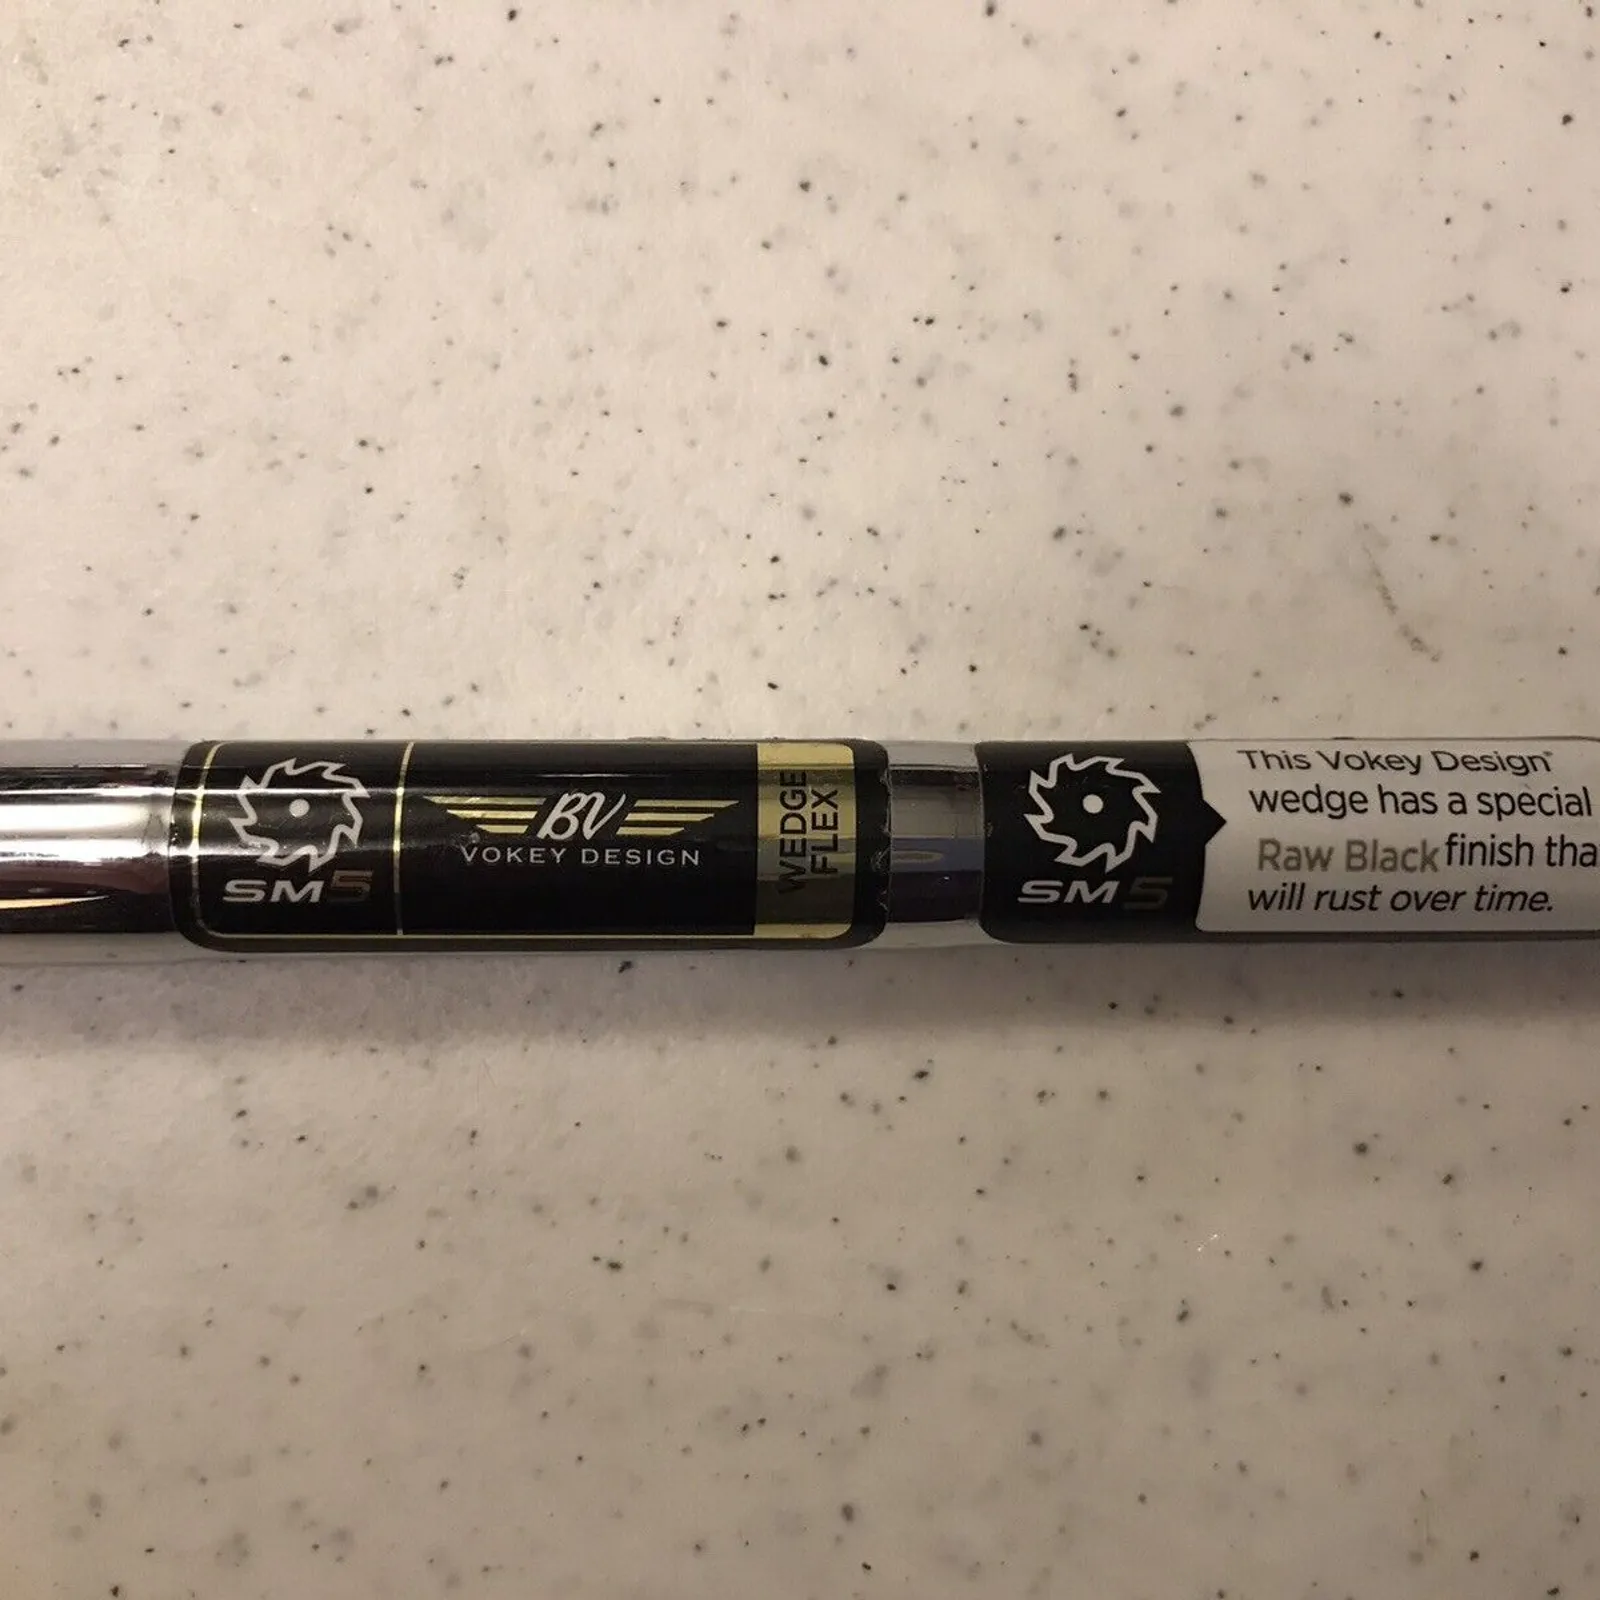 SM5
BV
VOKEY DESIGN
WEDGE
FLEX
SM5
This Vokey Design
wedge has a special
Raw Black finish tha
will rust over time.